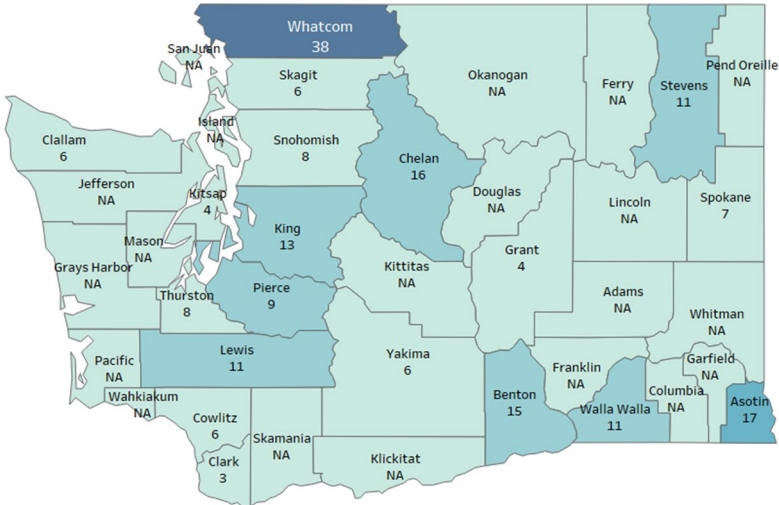 Whatcom
38
San Juan
NA
Skagit
6
Okanogan
NA
Ferry
NA
Stevens
11
Pend Oreille
NA
Island
NA
Clallam
6
Snohomish
8
Chelan
16
Jefferson
NA
Kitsap
4
Douglas
NA
Lincoln
NA
Spokane
7
King
13
Mason
NA
Grays Harbor
NA
Kittitas
NA
Grant
4
Thurston
8
Pierce
9
Adams
NA
Whitman
NA
Pacific
NA
Lewis
11
Yakima
6
Franklin
NA
Garfield
NA
Wahkiakum
NA
Benton
15
Walla Walla
11
Columbia
NA
Asotin
17
Cowlitz
6
Skamania
NA
Clark
3
Klickitat
NA